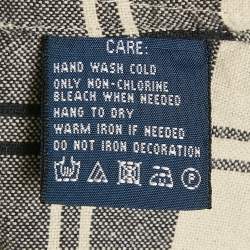 CARE:
HAND WASH COLD
ONLY NON-CHLORINE
BLEACH WHEN NEEDED
HANG TO DRY
WARM IRON IF NEEDED
DO NOT IRON DECORATION